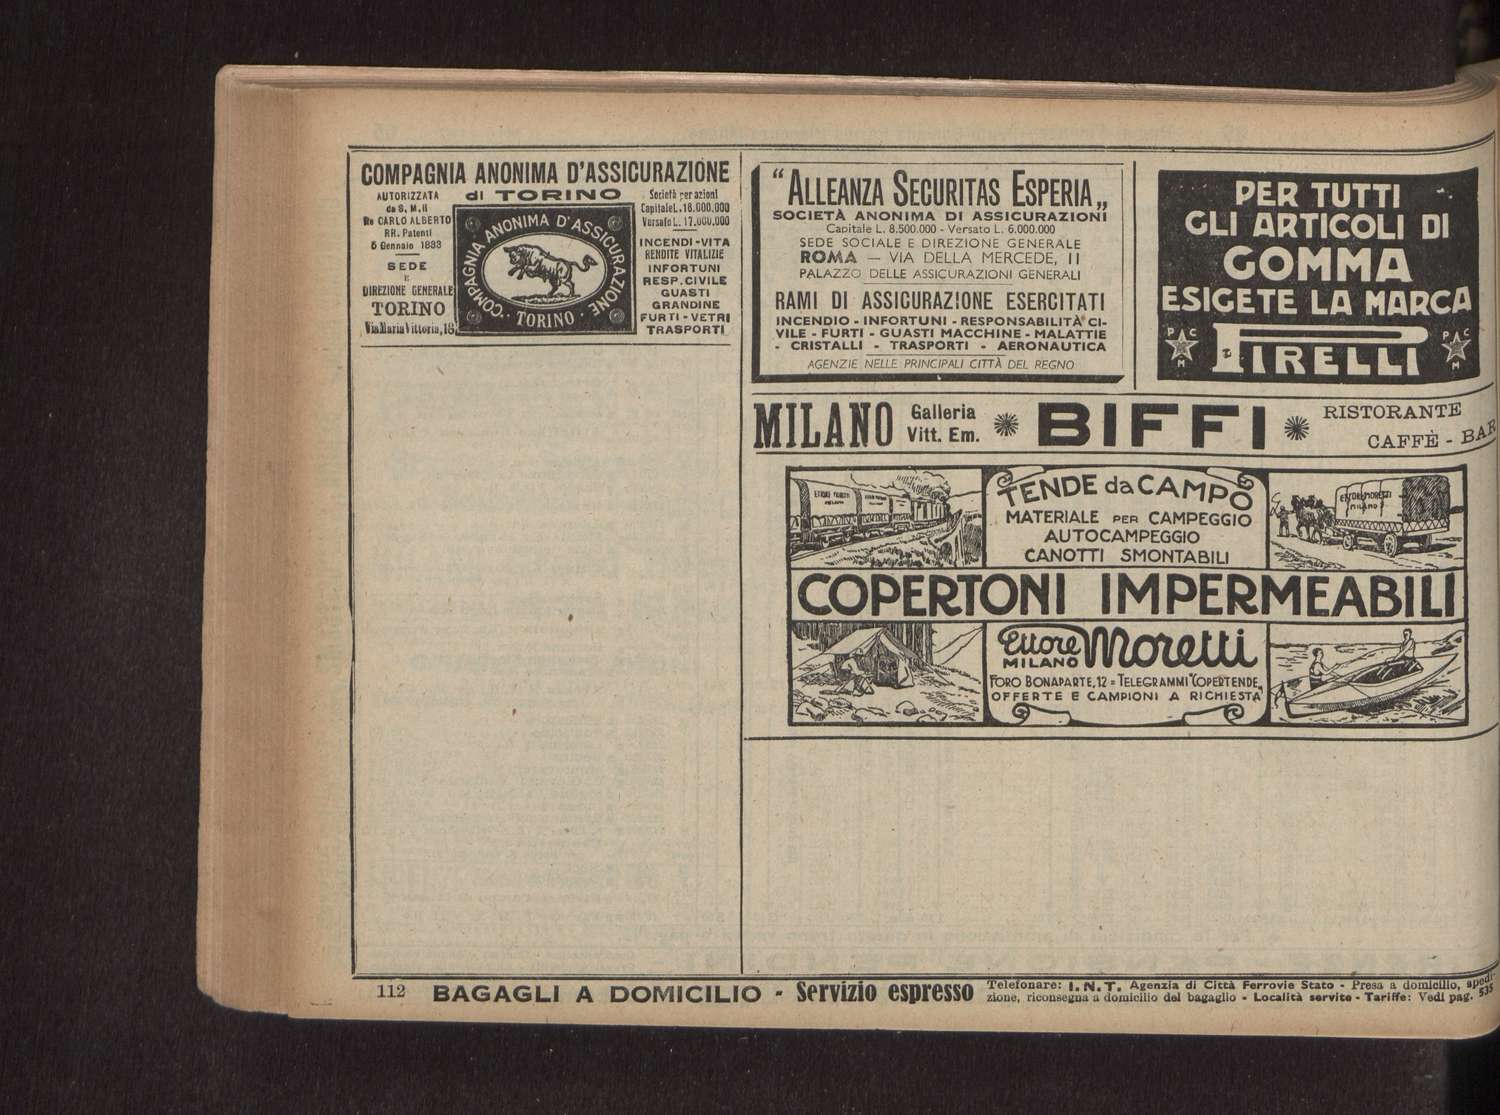 COMPAGNIA ANONIMA D'ASSICURAZIONE
di TORINO
AUTORIZZATA
da S. M. il
Re CARLO ALBERTO
RR. Patenti
5 Gennaio 1833
SEDE
E
DIREZIONE GENERALE
TORINO
Via Maria Vittoria, 18
COMPAGNIA ANONIMA D'ASSICURAZIONE
· TORINO ·
Società per azioni
Capitale L. 18.000.000
Versato L. 17.000.000
INCENDI - VITA
RENDITE VITALIZIE
INFORTUNI
RESP. CIVILE
GUASTI
GRANDINE
FURTI - VETRI
TRASPORTI
"ALLEANZA SECURITAS ESPERIA„
SOCIETÀ ANONIMA DI ASSICURAZIONI
Capitale L. 8.500.000 - Versato L. 6.000.000
SEDE SOCIALE E DIREZIONE GENERALE
ROMA — VIA DELLA MERCEDE, 11
PALAZZO DELLE ASSICURAZIONI GENERALI
RAMI DI ASSICURAZIONE ESERCITATI
INCENDIO - INFORTUNI - RESPONSABILITÀ CI-
VILE - FURTI - GUASTI MACCHINE - MALATTIE
- CRISTALLI - TRASPORTI - AERONAUTICA
AGENZIE NELLE PRINCIPALI CITTÀ DEL REGNO
PER TUTTI
GLI ARTICOLI DI
GOMMA
ESIGETE LA MARCA
PIRELLI
P C
M
P C
M
MILANO Galleria
Vitt. Em.
BIFFI
RISTORANTE
CAFFÈ - BAR
ETTORE MORETTI
MILANO
TENDE da CAMPO
MATERIALE PER CAMPEGGIO
AUTOCAMPEGGIO
CANOTTI SMONTABILI
ETTORE MORETTI
MILANO
COPERTONI IMPERMEABILI
Ettore Moretti
MILANO
FORO BONAPARTE, 12 = TELEGRAMMI "COPERTENDE„
OFFERTE E CAMPIONI A RICHIESTA
112 BAGAGLI A DOMICILIO - Servizio espresso
Telefonare: I. N. T. Agenzia di Città Ferrovie Stato - Presa a domicilio, spedi-
zione, riconsegna a domicilio del bagaglio - Località servite - Tariffe: Vedi pag. 535